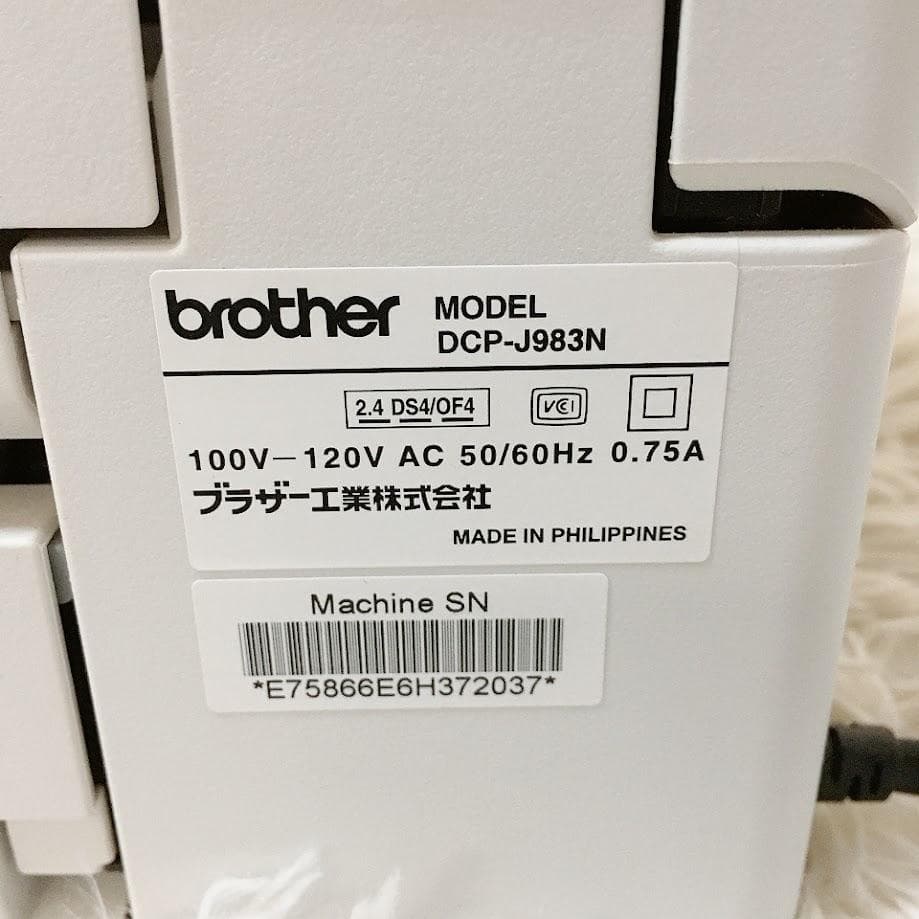 brother MODEL
DCP-J983N
2.4 DS4/OF4 VCI
100V－120V AC 50/60Hz 0.75A
ブラザー工業株式会社
MADE IN PHILIPPINES
Machine SN
*E75866E6H372037*